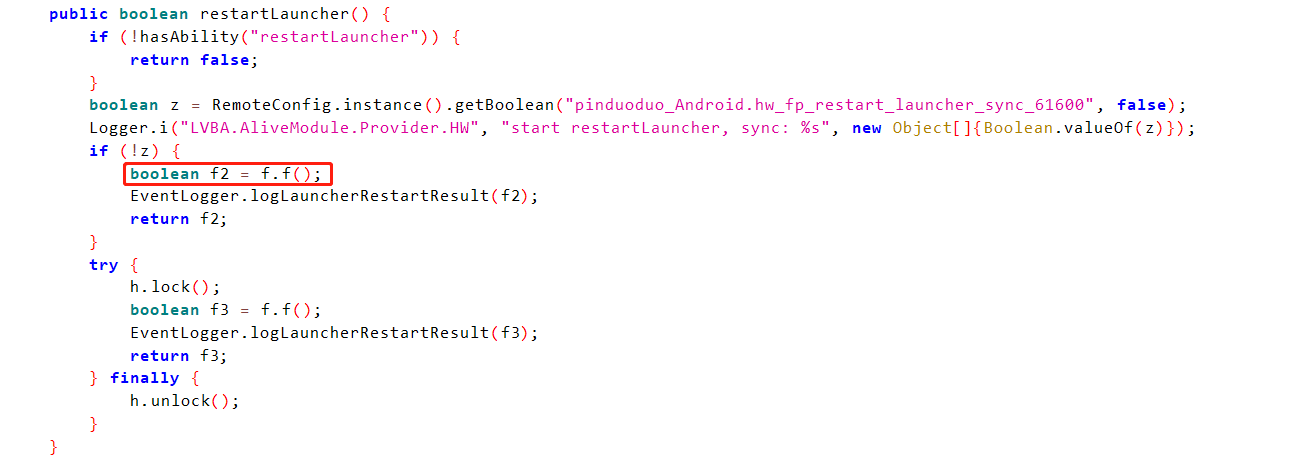 public boolean restartLauncher() {
    if (!hasAbility("restartLauncher")) {
        return false;
    }
    boolean z = RemoteConfig.instance().getBoolean("pinduoduo_Android.hw_fp_restart_launcher_sync_61600", false);
    Logger.i("LVBA.AliveModule.Provider.HW", "start restartLauncher, sync: %s", new Object[]{Boolean.valueOf(z)});
    if (!z) {
        boolean f2 = f.f();
        EventLogger.logLauncherRestartResult(f2);
        return f2;
    }
    try {
        h.lock();
        boolean f3 = f.f();
        EventLogger.logLauncherRestartResult(f3);
        return f3;
    } finally {
        h.unlock();
    }
}